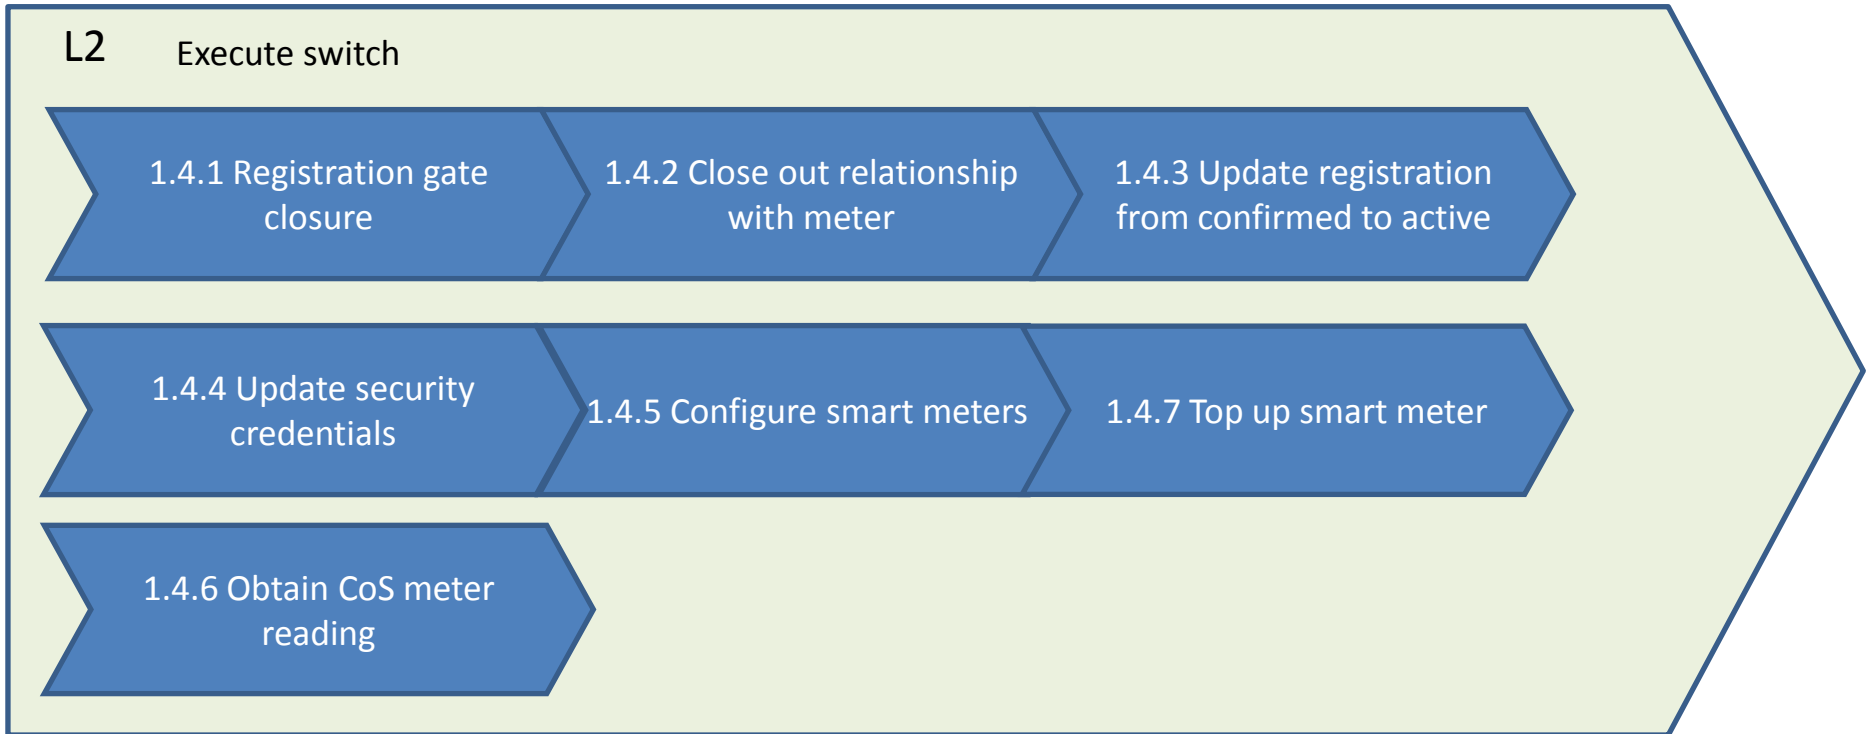 L2 Execute switch
1.4.1 Registration gate
closure
1.4.2 Close out relationship
with meter
1.4.3 Update registration
from confirmed to active
1.4.4 Update security
credentials
1.4.5 Configure smart meters
1.4.7 Top up smart meter
1.4.6 Obtain CoS meter
reading